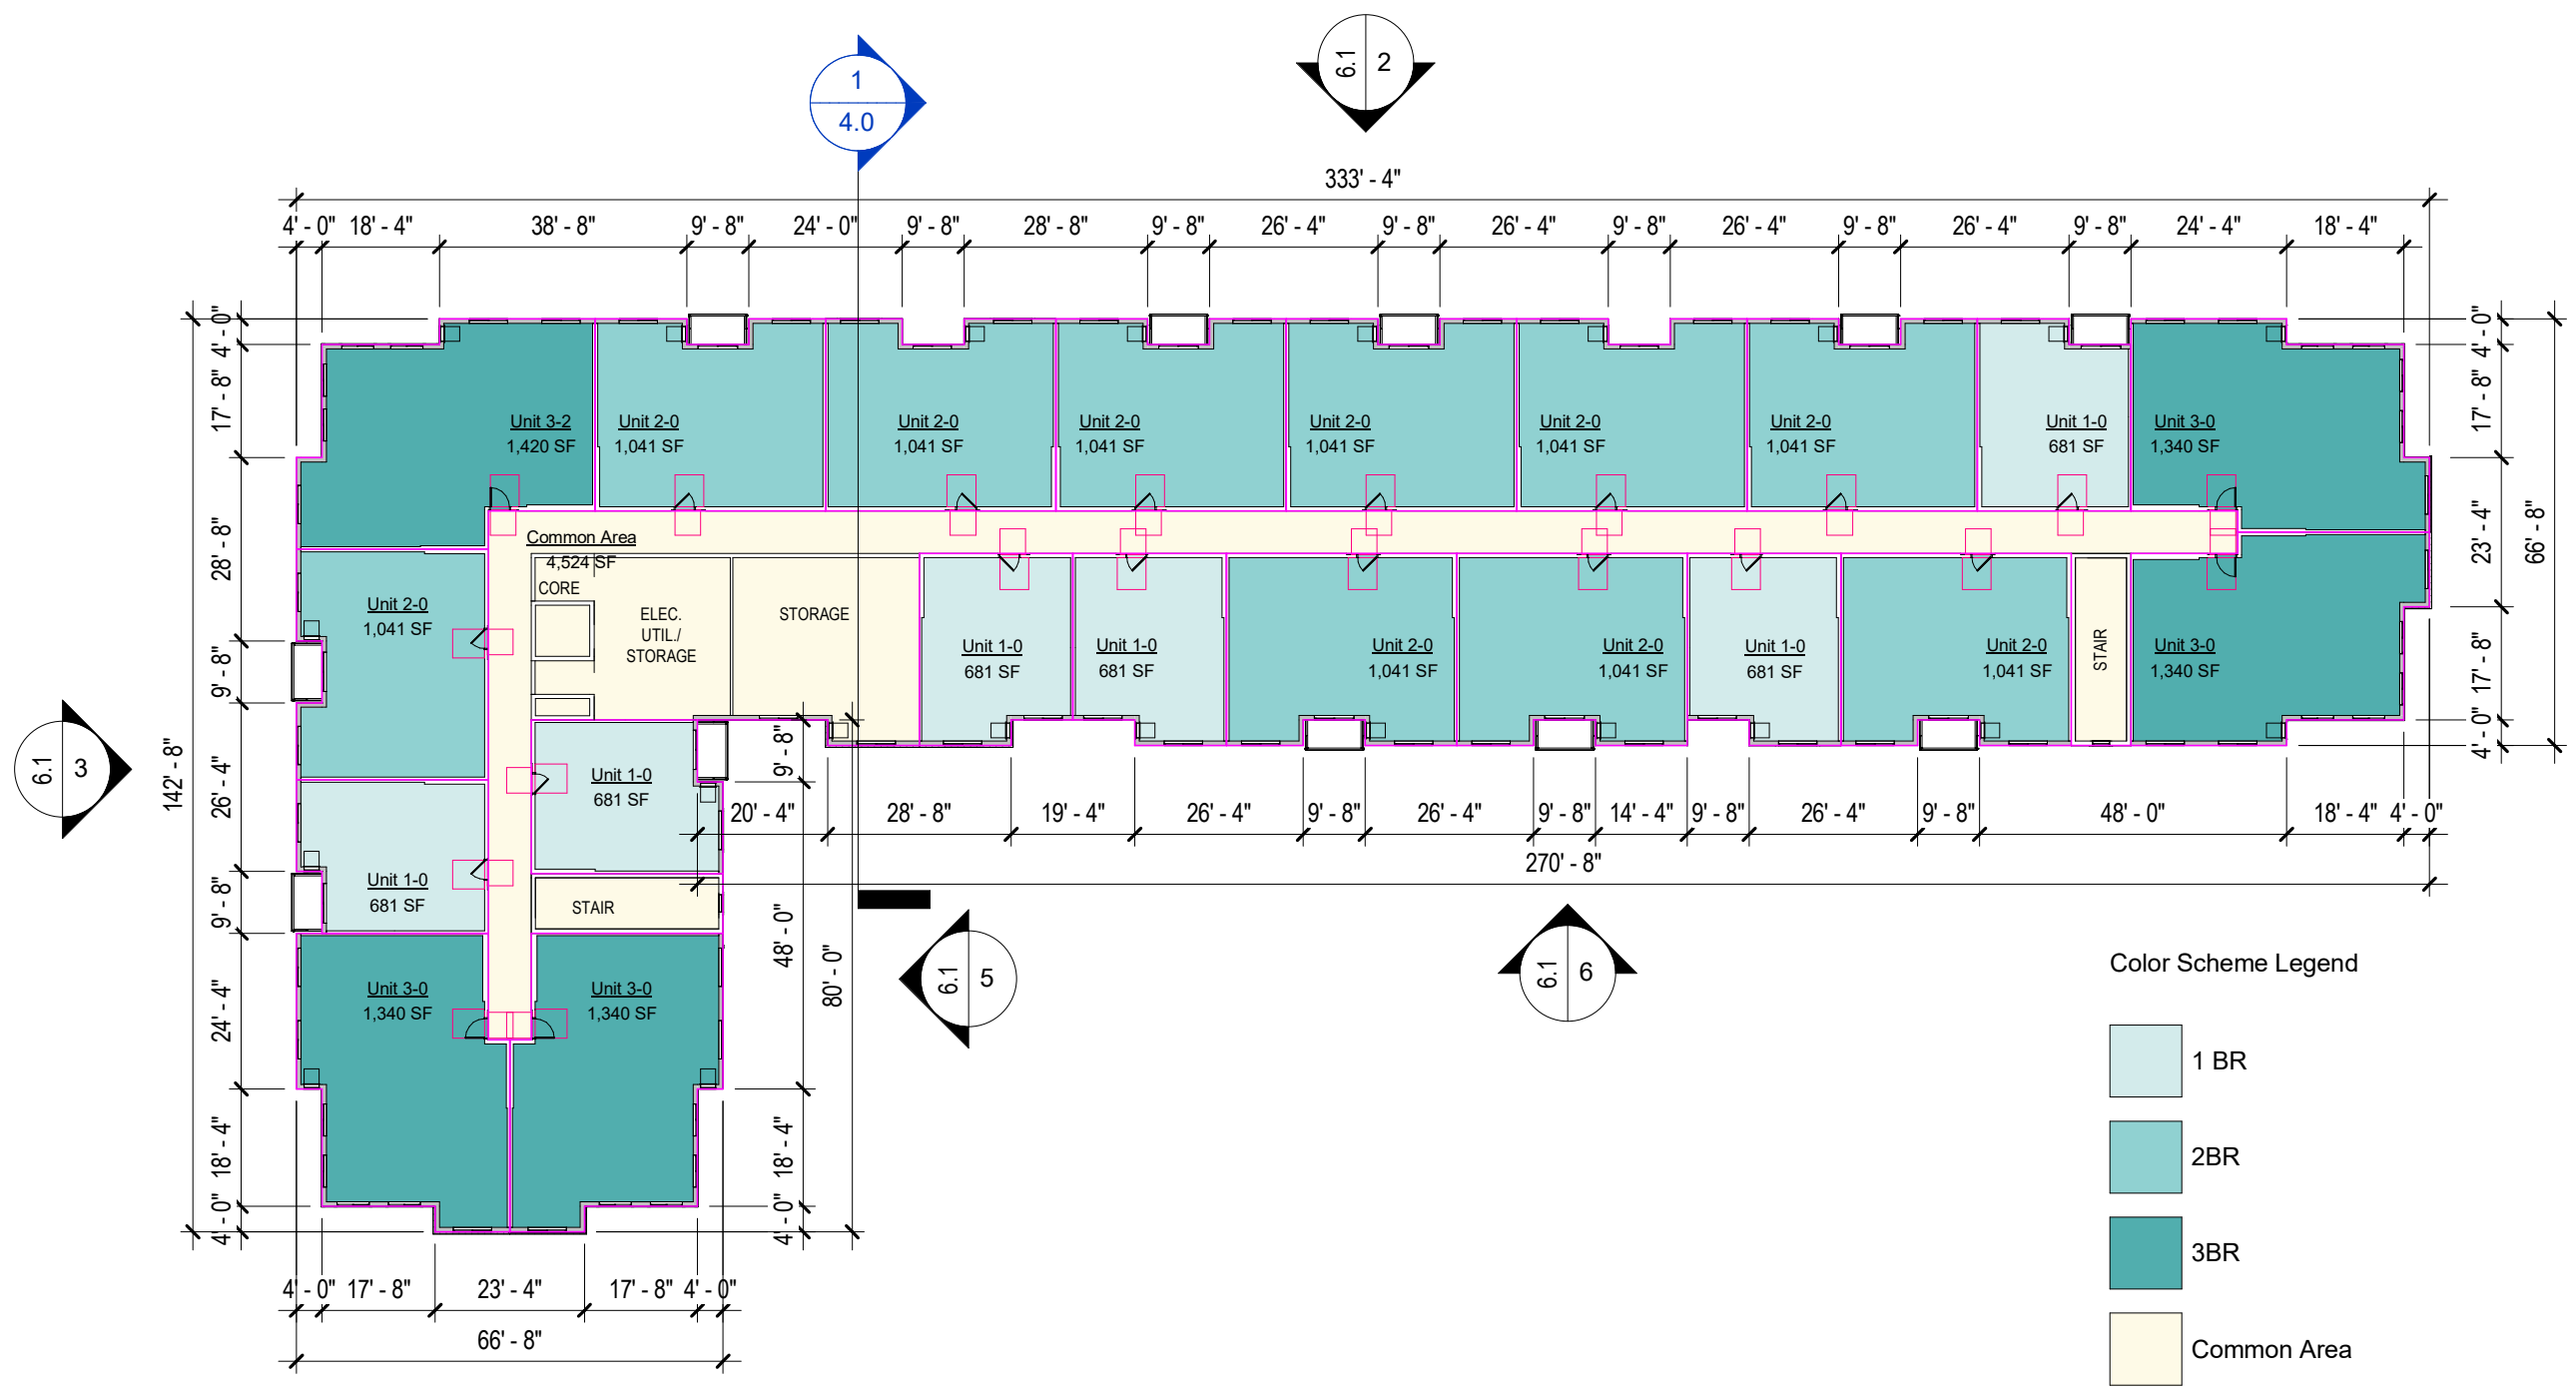 1
4.0
6.1
2
333' - 4"
4' - 0"
18' - 4"
38' - 8"
9' - 8"
24' - 0"
9' - 8"
28' - 8"
9' - 8"
26' - 4"
9' - 8"
26' - 4"
9' - 8"
26' - 4"
9' - 8"
26' - 4"
9' - 8"
24' - 4"
18' - 4"
142' - 8"
4' - 0"
17' - 8"
28' - 8"
9' - 8"
26' - 4"
9' - 8"
24' - 4"
18' - 4"
4' - 0"
Unit 3-2
1,420 SF
Unit 2-0
1,041 SF
Unit 2-0
1,041 SF
Unit 2-0
1,041 SF
Unit 2-0
1,041 SF
Unit 2-0
1,041 SF
Unit 2-0
1,041 SF
Unit 1-0
681 SF
Unit 3-0
1,340 SF
4' - 0"
17' - 8"
23' - 4"
17' - 8"
4' - 0"
66' - 8"
Common Area
4,524 SF
CORE
ELEC.
UTIL./
STORAGE
STORAGE
Unit 2-0
1,041 SF
Unit 1-0
681 SF
Unit 1-0
681 SF
Unit 2-0
1,041 SF
Unit 2-0
1,041 SF
Unit 1-0
681 SF
Unit 2-0
1,041 SF
STAIR
Unit 3-0
1,340 SF
6.1
3
Unit 1-0
681 SF
9' - 8"
20' - 4"
28' - 8"
19' - 4"
26' - 4"
9' - 8"
26' - 4"
9' - 8"
14' - 4"
9' - 8"
26' - 4"
9' - 8"
48' - 0"
18' - 4"
4' - 0"
270' - 8"
Unit 1-0
681 SF
STAIR
48' - 0"
80' - 0"
18' - 4"
4' - 0"
6.1
5
6.1
6
Unit 3-0
1,340 SF
Unit 3-0
1,340 SF
4' - 0"
17' - 8"
23' - 4"
17' - 8"
4' - 0"
66' - 8"
Color Scheme Legend
1 BR
2BR
3BR
Common Area